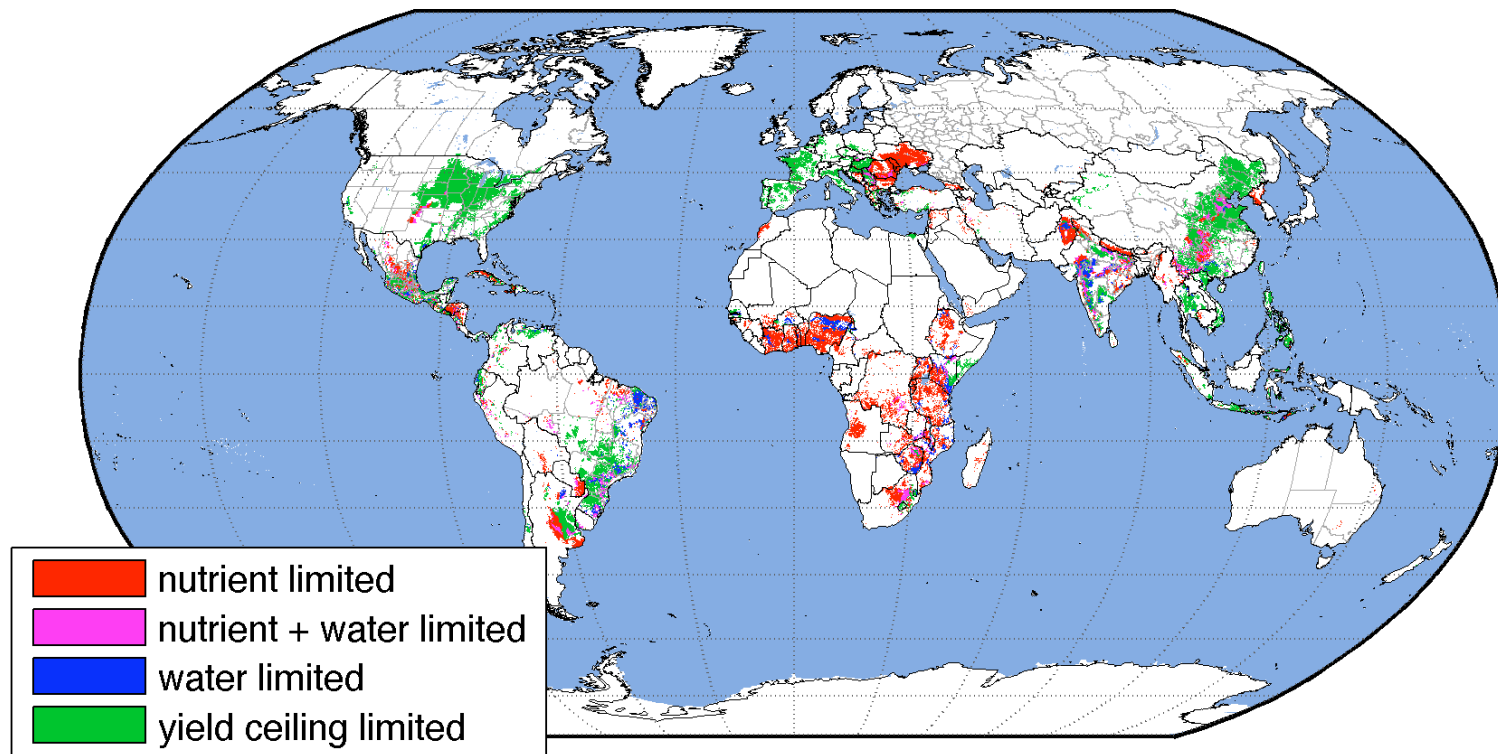 nutrient limited
nutrient + water limited
water limited
yield ceiling limited